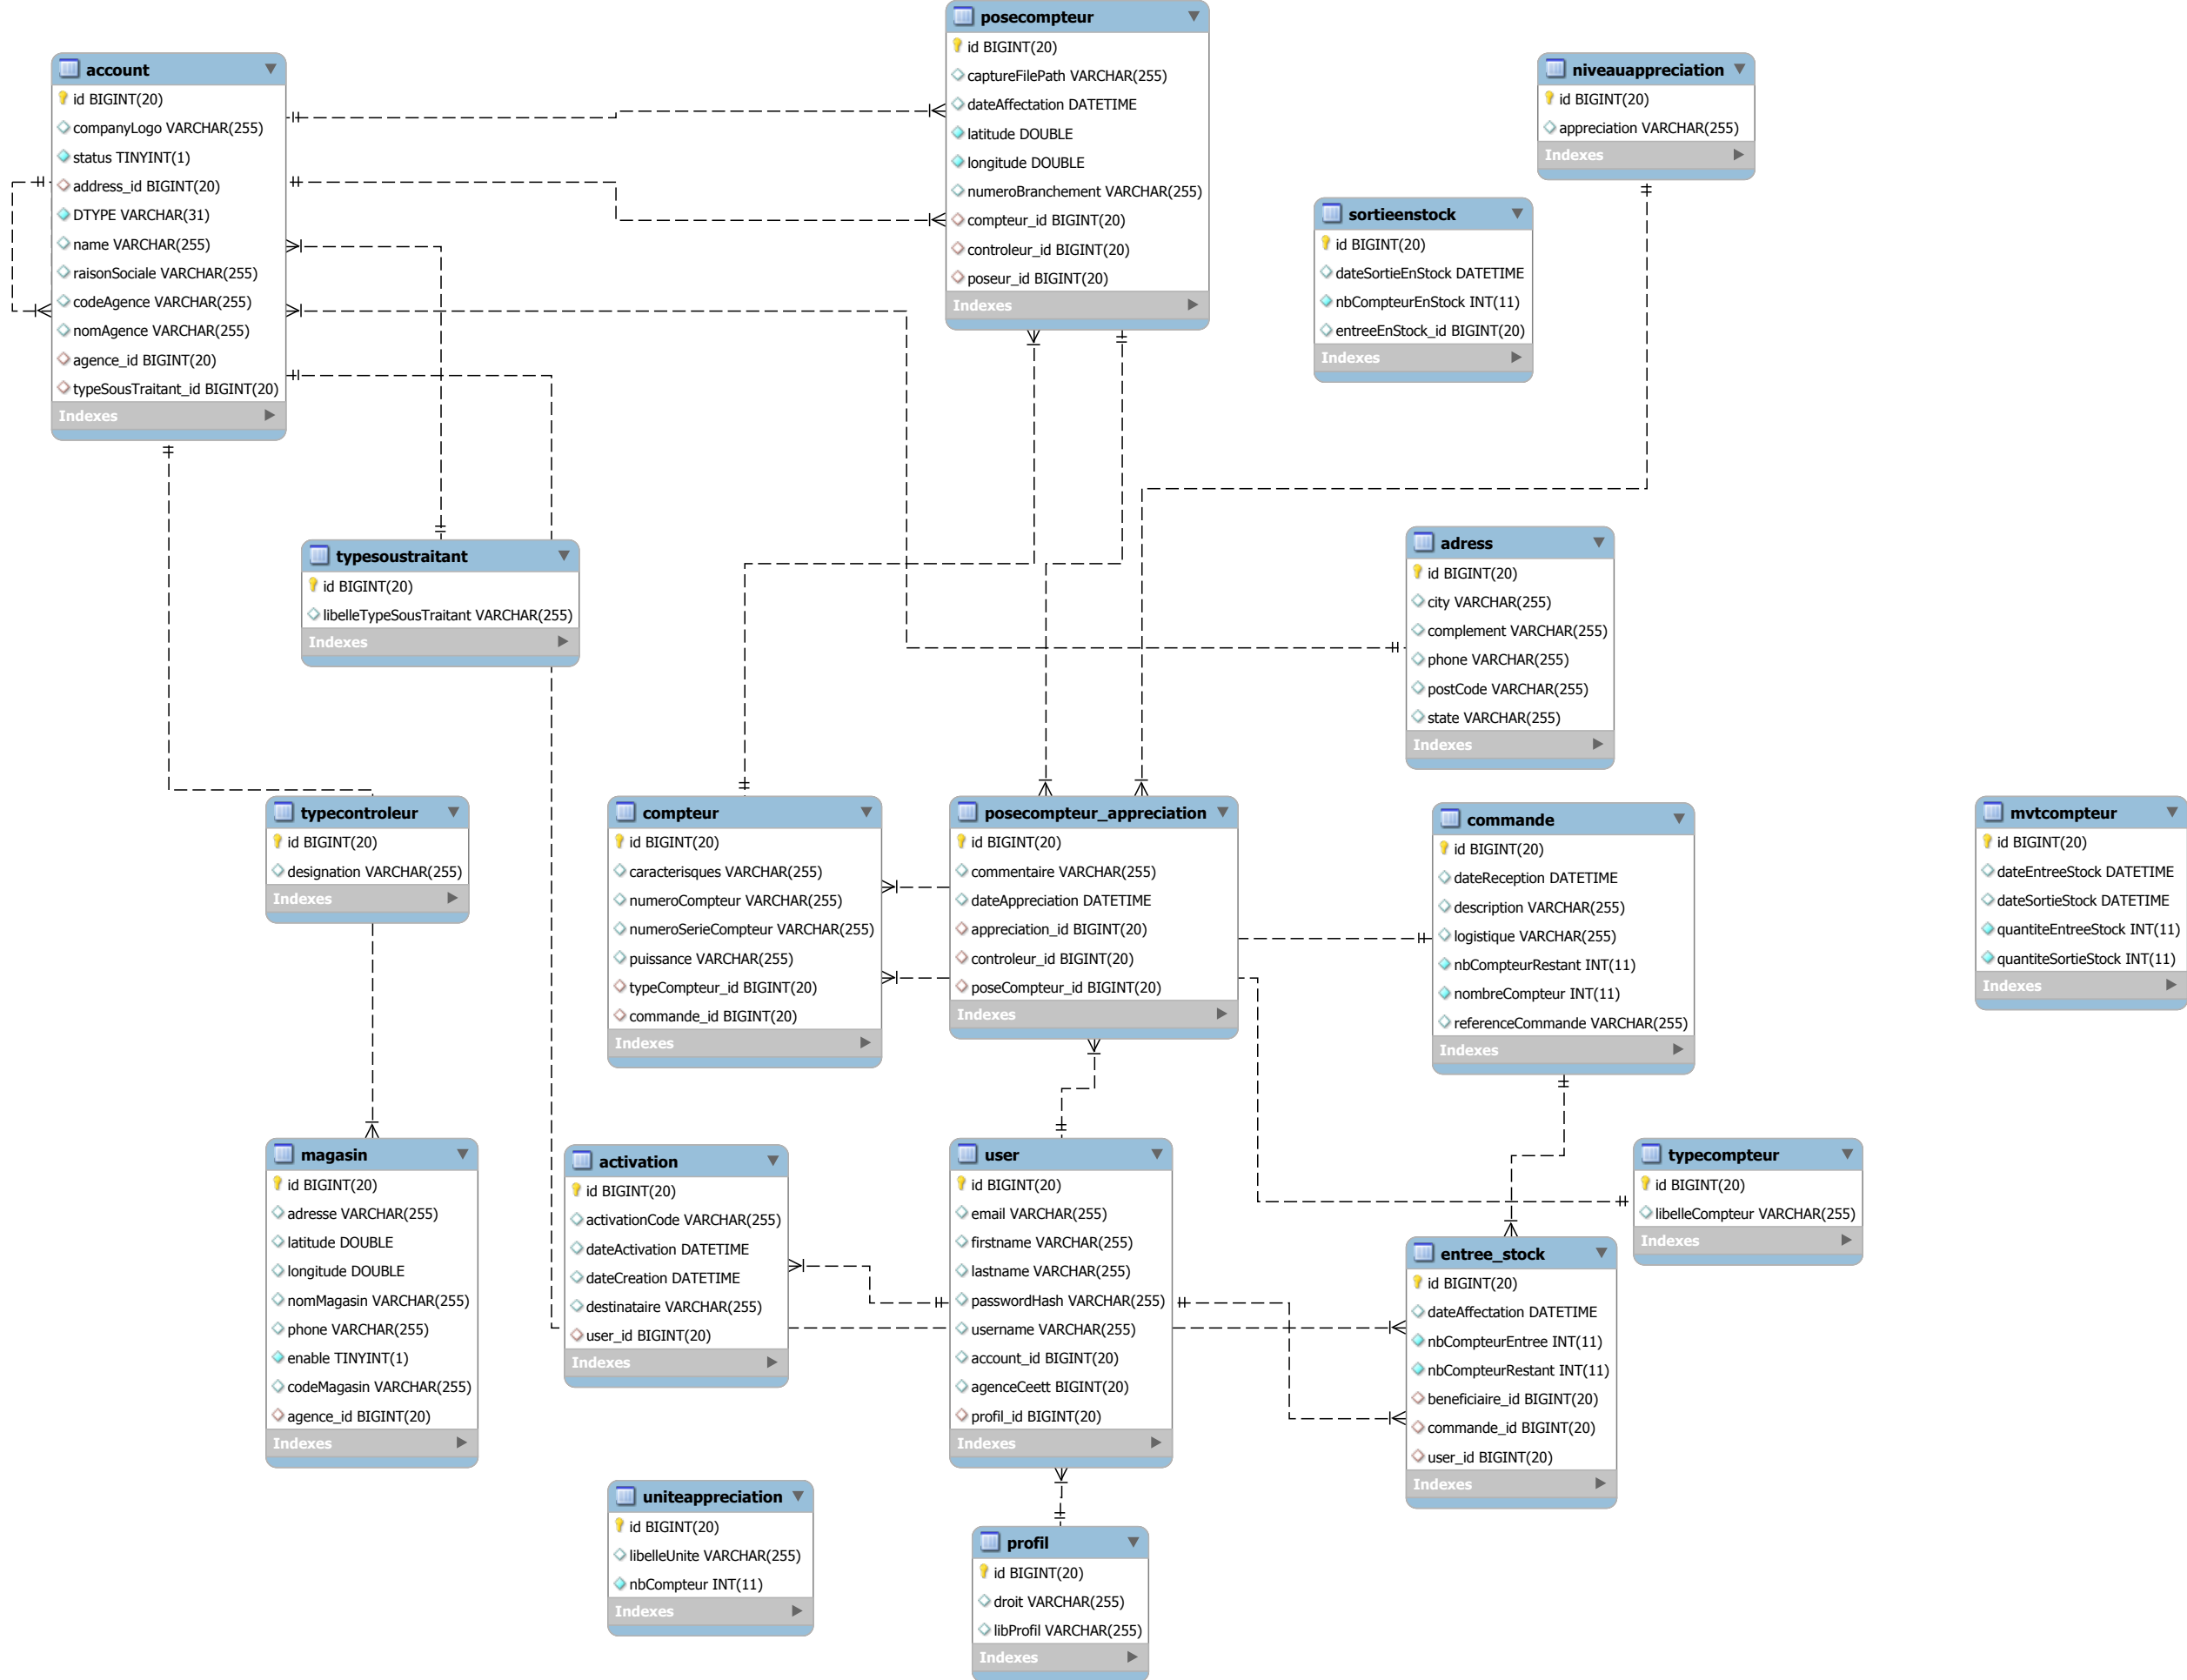 posecompteur
id BIGINT(20)
captureFilePath VARCHAR(255)
dateAffectation DATETIME
latitude DOUBLE
longitude DOUBLE
numeroBranchement VARCHAR(255)
compteur_id BIGINT(20)
controleur_id BIGINT(20)
poseur_id BIGINT(20)
Indexes
account
id BIGINT(20)
companyLogo VARCHAR(255)
status TINYINT(1)
address_id BIGINT(20)
DTYPE VARCHAR(31)
name VARCHAR(255)
raisonSociale VARCHAR(255)
codeAgence VARCHAR(255)
nomAgence VARCHAR(255)
agence_id BIGINT(20)
typeSousTraitant_id BIGINT(20)
Indexes
niveauappreciation
id BIGINT(20)
appreciation VARCHAR(255)
Indexes
sortieenstock
id BIGINT(20)
dateSortieEnStock DATETIME
nbCompteurEnStock INT(11)
entreeEnStock_id BIGINT(20)
Indexes
typesoustraitant
id BIGINT(20)
libelleTypeSousTraitant VARCHAR(255)
Indexes
adress
id BIGINT(20)
city VARCHAR(255)
complement VARCHAR(255)
phone VARCHAR(255)
postCode VARCHAR(255)
state VARCHAR(255)
Indexes
typecontroleur
id BIGINT(20)
designation VARCHAR(255)
Indexes
compteur
id BIGINT(20)
caracterisques VARCHAR(255)
numeroCompteur VARCHAR(255)
numeroSerieCompteur VARCHAR(255)
puissance VARCHAR(255)
typeCompteur_id BIGINT(20)
commande_id BIGINT(20)
Indexes
posecompteur_appreciation
id BIGINT(20)
commentaire VARCHAR(255)
dateAppreciation DATETIME
appreciation_id BIGINT(20)
controleur_id BIGINT(20)
poseCompteur_id BIGINT(20)
Indexes
commande
id BIGINT(20)
dateReception DATETIME
description VARCHAR(255)
logistique VARCHAR(255)
nbCompteurRestant INT(11)
nombreCompteur INT(11)
referenceCommande VARCHAR(255)
Indexes
mvtcompteur
id BIGINT(20)
dateEntreeStock DATETIME
dateSortieStock DATETIME
quantiteEntreeStock INT(11)
quantiteSortieStock INT(11)
Indexes
magasin
id BIGINT(20)
adresse VARCHAR(255)
latitude DOUBLE
longitude DOUBLE
nomMagasin VARCHAR(255)
phone VARCHAR(255)
enable TINYINT(1)
codeMagasin VARCHAR(255)
agence_id BIGINT(20)
Indexes
activation
id BIGINT(20)
activationCode VARCHAR(255)
dateActivation DATETIME
dateCreation DATETIME
destinataire VARCHAR(255)
user_id BIGINT(20)
Indexes
user
id BIGINT(20)
email VARCHAR(255)
firstname VARCHAR(255)
lastname VARCHAR(255)
passwordHash VARCHAR(255)
username VARCHAR(255)
account_id BIGINT(20)
agenceCeett BIGINT(20)
profil_id BIGINT(20)
Indexes
typecompteur
id BIGINT(20)
libelleCompteur VARCHAR(255)
Indexes
entree_stock
id BIGINT(20)
dateAffectation DATETIME
nbCompteurEntree INT(11)
nbCompteurRestant INT(11)
beneficiaire_id BIGINT(20)
commande_id BIGINT(20)
user_id BIGINT(20)
Indexes
uniteappreciation
id BIGINT(20)
libelleUnite VARCHAR(255)
nbCompteur INT(11)
Indexes
profil
id BIGINT(20)
droit VARCHAR(255)
libProfil VARCHAR(255)
Indexes